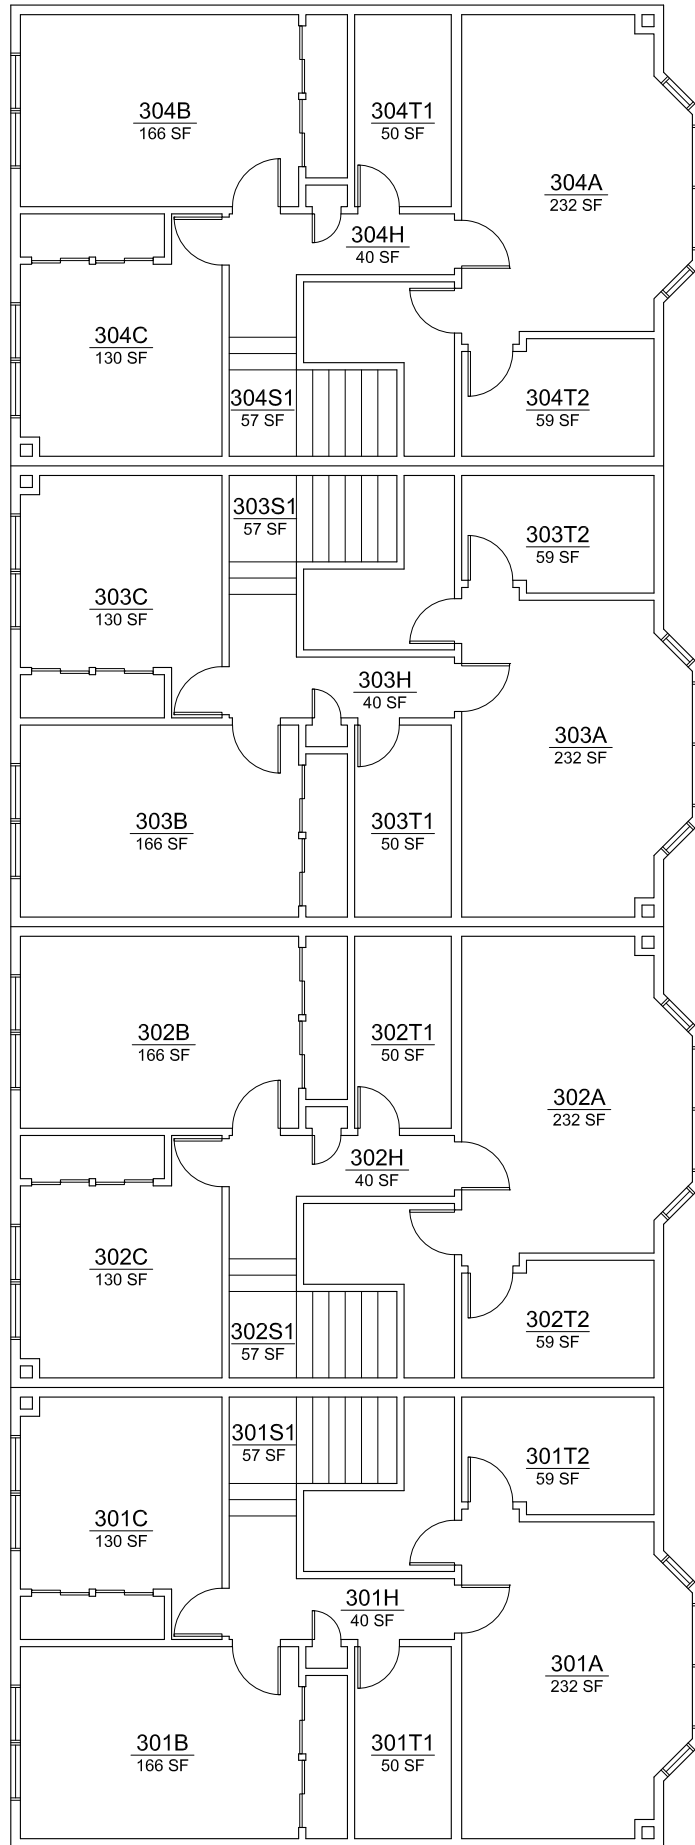 304B
166 SF
304T1
50 SF
304A
232 SF
304H
40 SF
304C
130 SF
304S1
57 SF
304T2
59 SF
303S1
57 SF
303T2
59 SF
303C
130 SF
303H
40 SF
303A
232 SF
303B
166 SF
303T1
50 SF
302B
166 SF
302T1
50 SF
302A
232 SF
302H
40 SF
302C
130 SF
302S1
57 SF
302T2
59 SF
301S1
57 SF
301T2
59 SF
301C
130 SF
301H
40 SF
301A
232 SF
301B
166 SF
301T1
50 SF